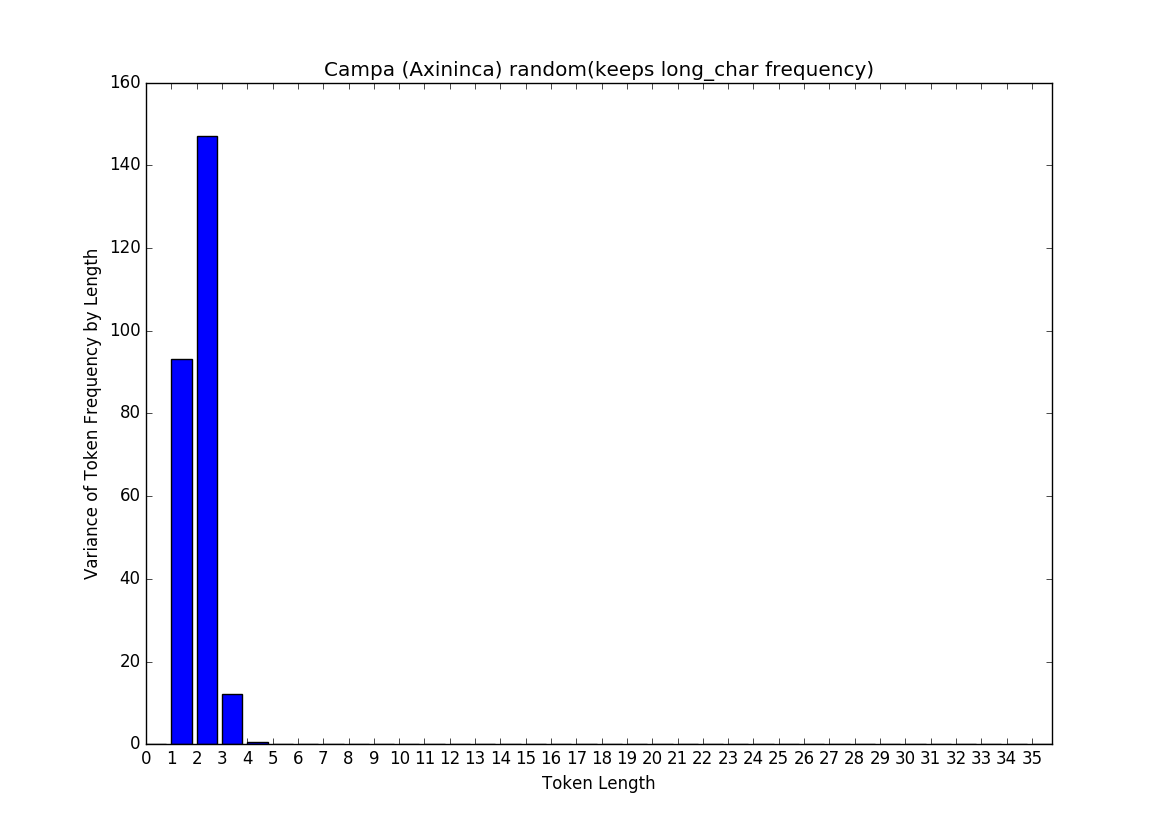 Campa (Axininca) random(keeps long_char frequency)
160
140
120
100
80
60
40
20
0
Variance of Token Frequency by Length
0 1 2 3 4 5 6 7 8 9 10 11 12 13 14 15 16 17 18 19 20 21 22 23 24 25 26 27 28 29 30 31 32 33 34 35
Token Length